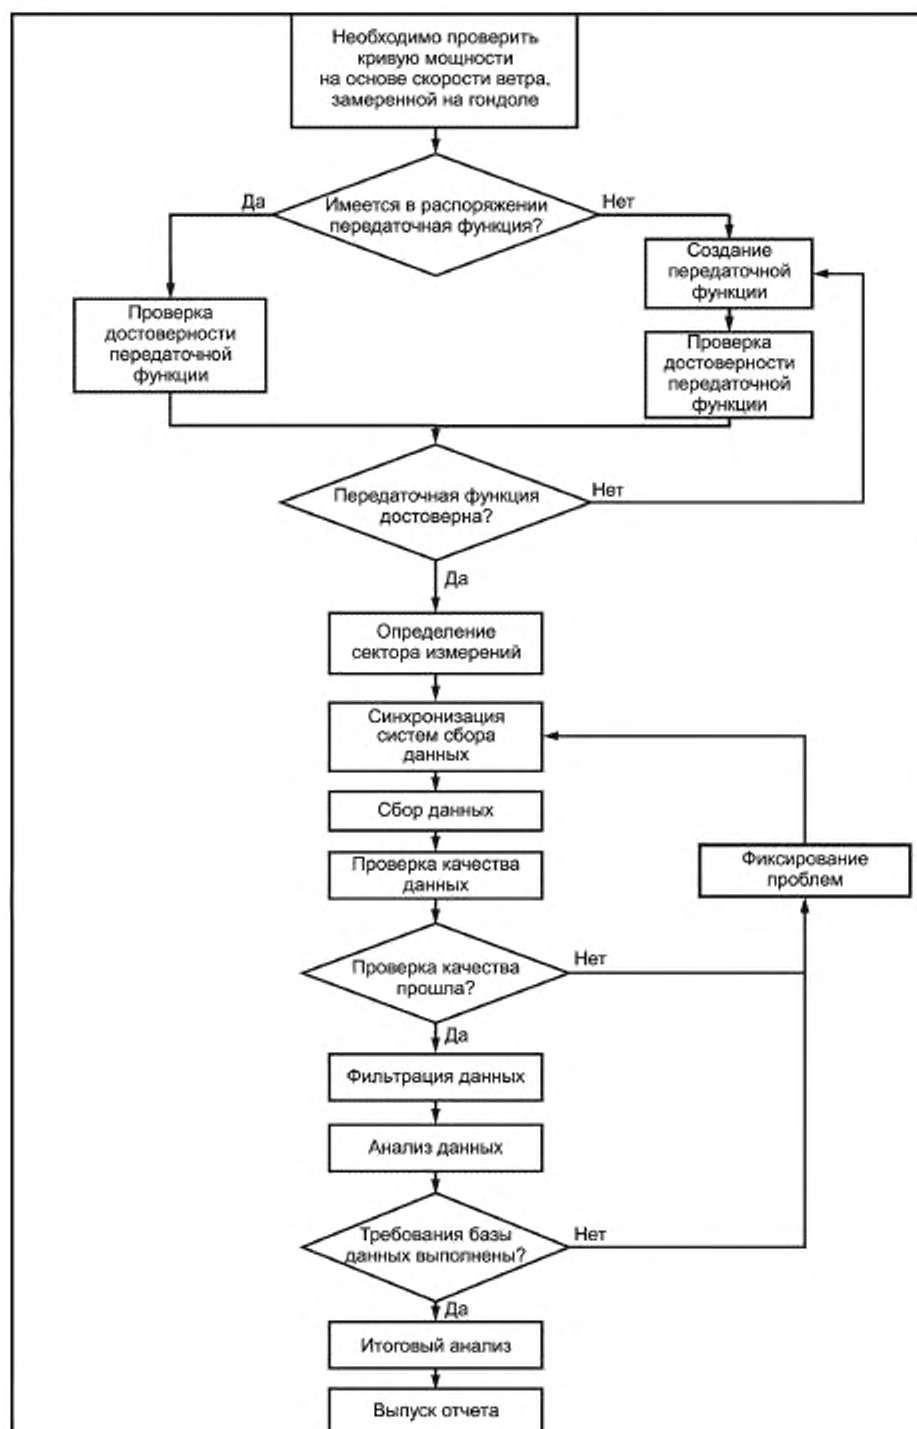 Необходимо проверить
кривую мощности
на основе скорости ветра,
замеренной на гондоле
Да
Имеется в распоряжении
передаточная функция?
Нет
Создание
передаточной
функции
Проверка
достоверности
передаточной
функции
Проверка
достоверности
передаточной
функции
Передаточная функция
достоверна?
Нет
Да
Определение
сектора измерений
Синхронизация
систем сбора
данных
Сбор данных
Проверка качества
данных
Фиксирование
проблем
Проверка качества
прошла?
Нет
Да
Фильтрация данных
Анализ данных
Требования базы
данных выполнены?
Нет
Да
Итоговый анализ
Выпуск отчета